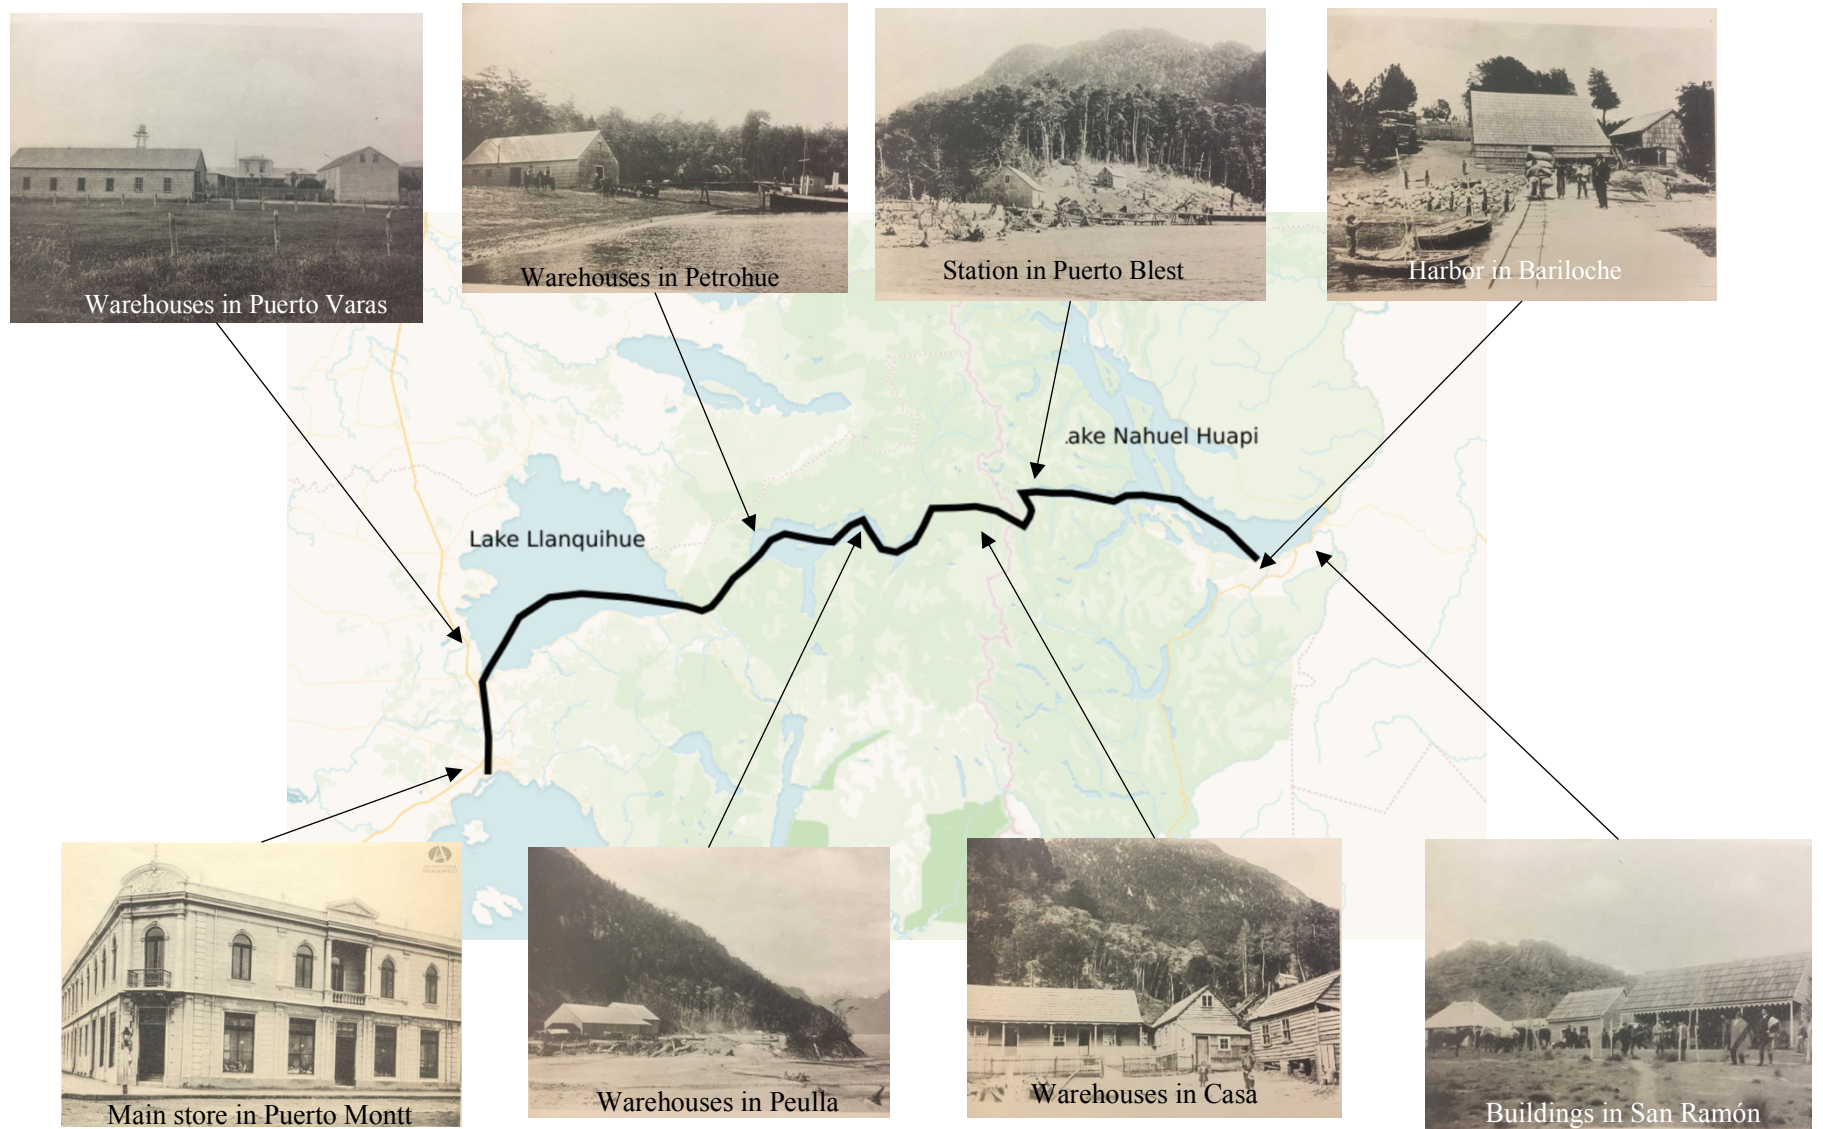 Warehouses in Puerto Varas
Warehouses in Petrohue
Station in Puerto Blest
Harbor in Bariloche
ake Nahuel Huapi
Lake Llanquihue
Main store in Puerto Montt
Warehouses in Peulla
Warehouses in Casa
Buildings in San Ramón